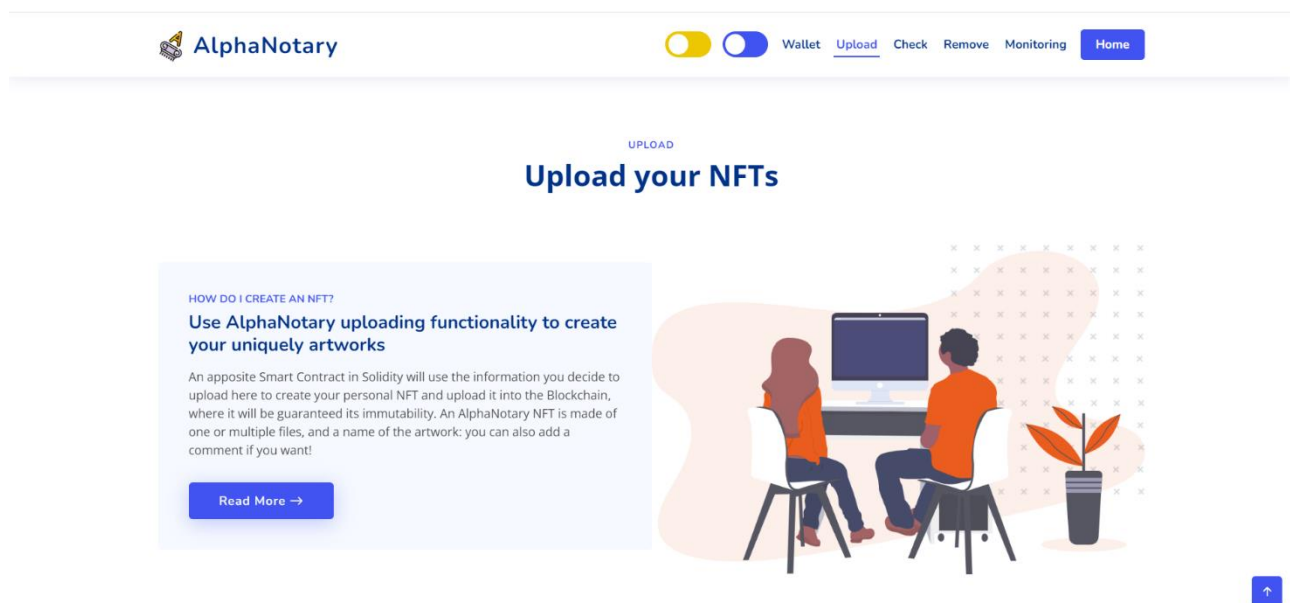 AlphaNotary
Wallet Upload Check Remove Monitoring Home
UPLOAD
Upload your NFTs
HOW DO I CREATE AN NFT?
Use AlphaNotary uploading functionality to create
your uniquely artworks
An apposite Smart Contract in Solidity will use the information you decide to
upload here to create your personal NFT and upload it into the Blockchain,
where it will be guaranteed its immutability. An AlphaNotary NFT is made of
one or multiple files, and a name of the artwork: you can also add a
comment if you want!
Read More →